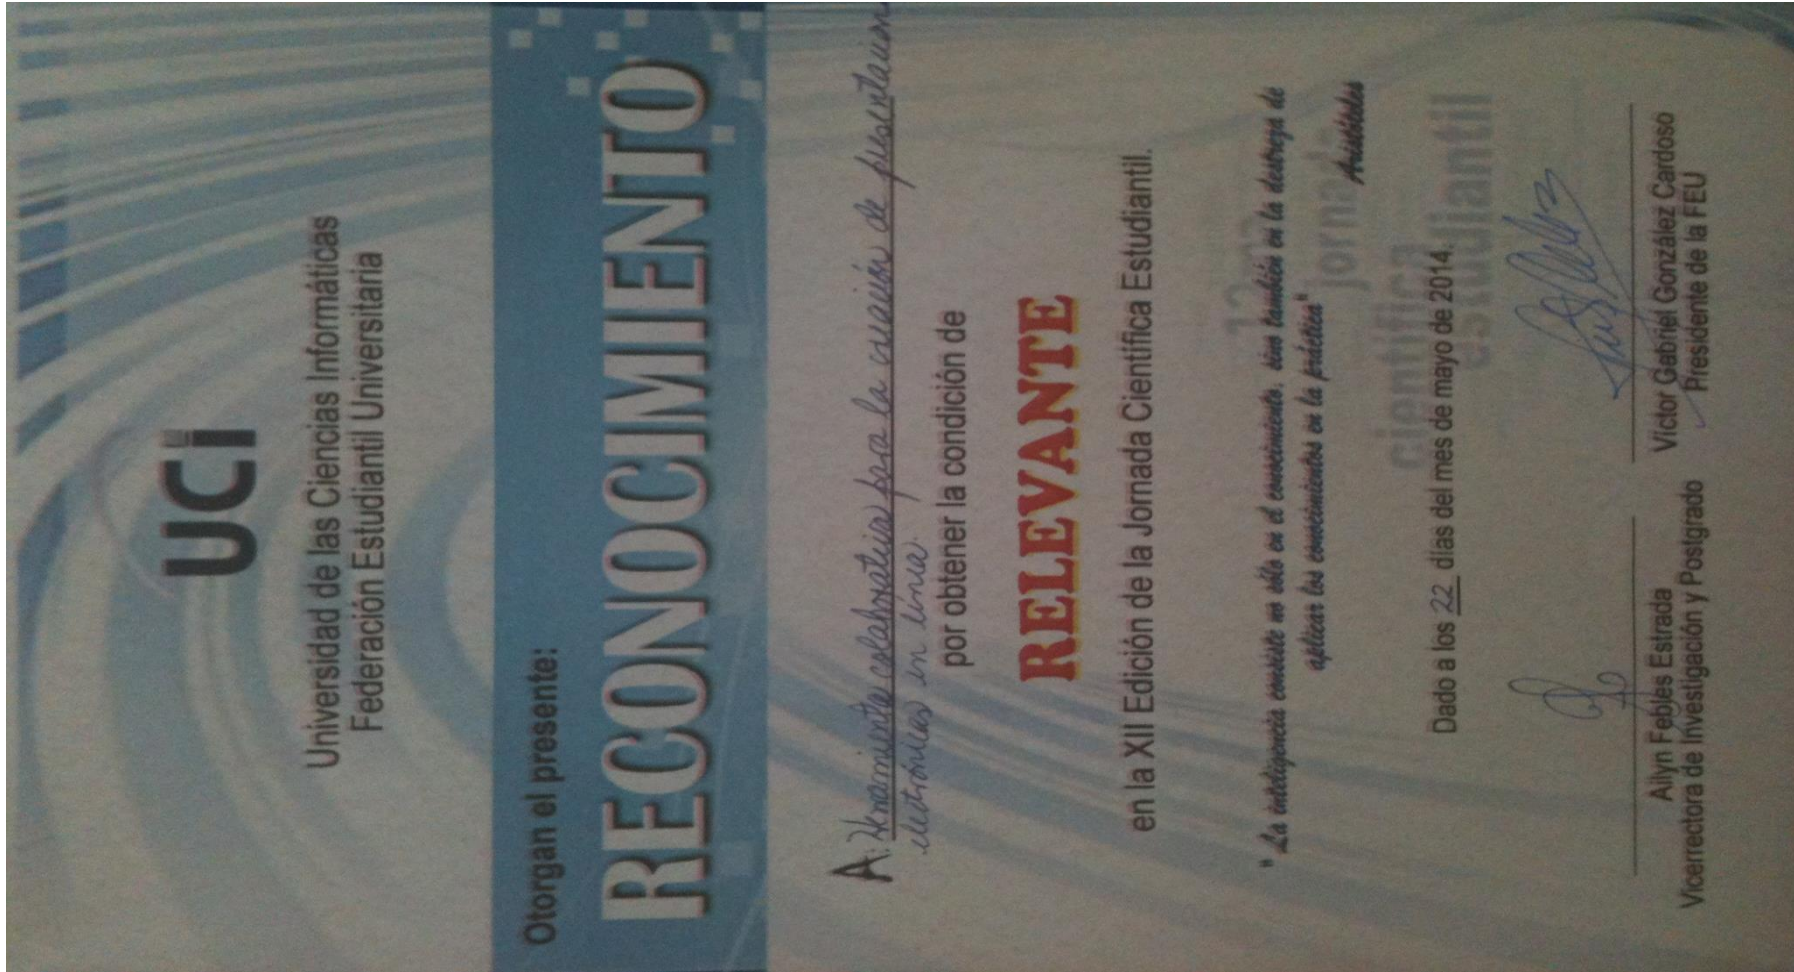 UCi
Universidad de las Ciencias Informáticas
Federación Estudiantil Universitaria
Otorgan el presente:
RECONOCIMIENTO
A: Herramienta colaborativa para la creación de presentaciones
electrónicas en línea.
por obtener la condición de
RELEVANTE
en la XII Edición de la Jornada Científica Estudiantil.
" La inteligencia consiste no sólo en el conocimiento, sino también en la destreza de
aplicar los conocimientos en la práctica"
Aristóteles
12ma
jornada
científica
estudiantil
Dado a los 22 días del mes de mayo de 2014.
Ailyn Febles Estrada
Vicerrectora de Investigación y Postgrado
Víctor Gabriel González Cardoso
Presidente de la FEU